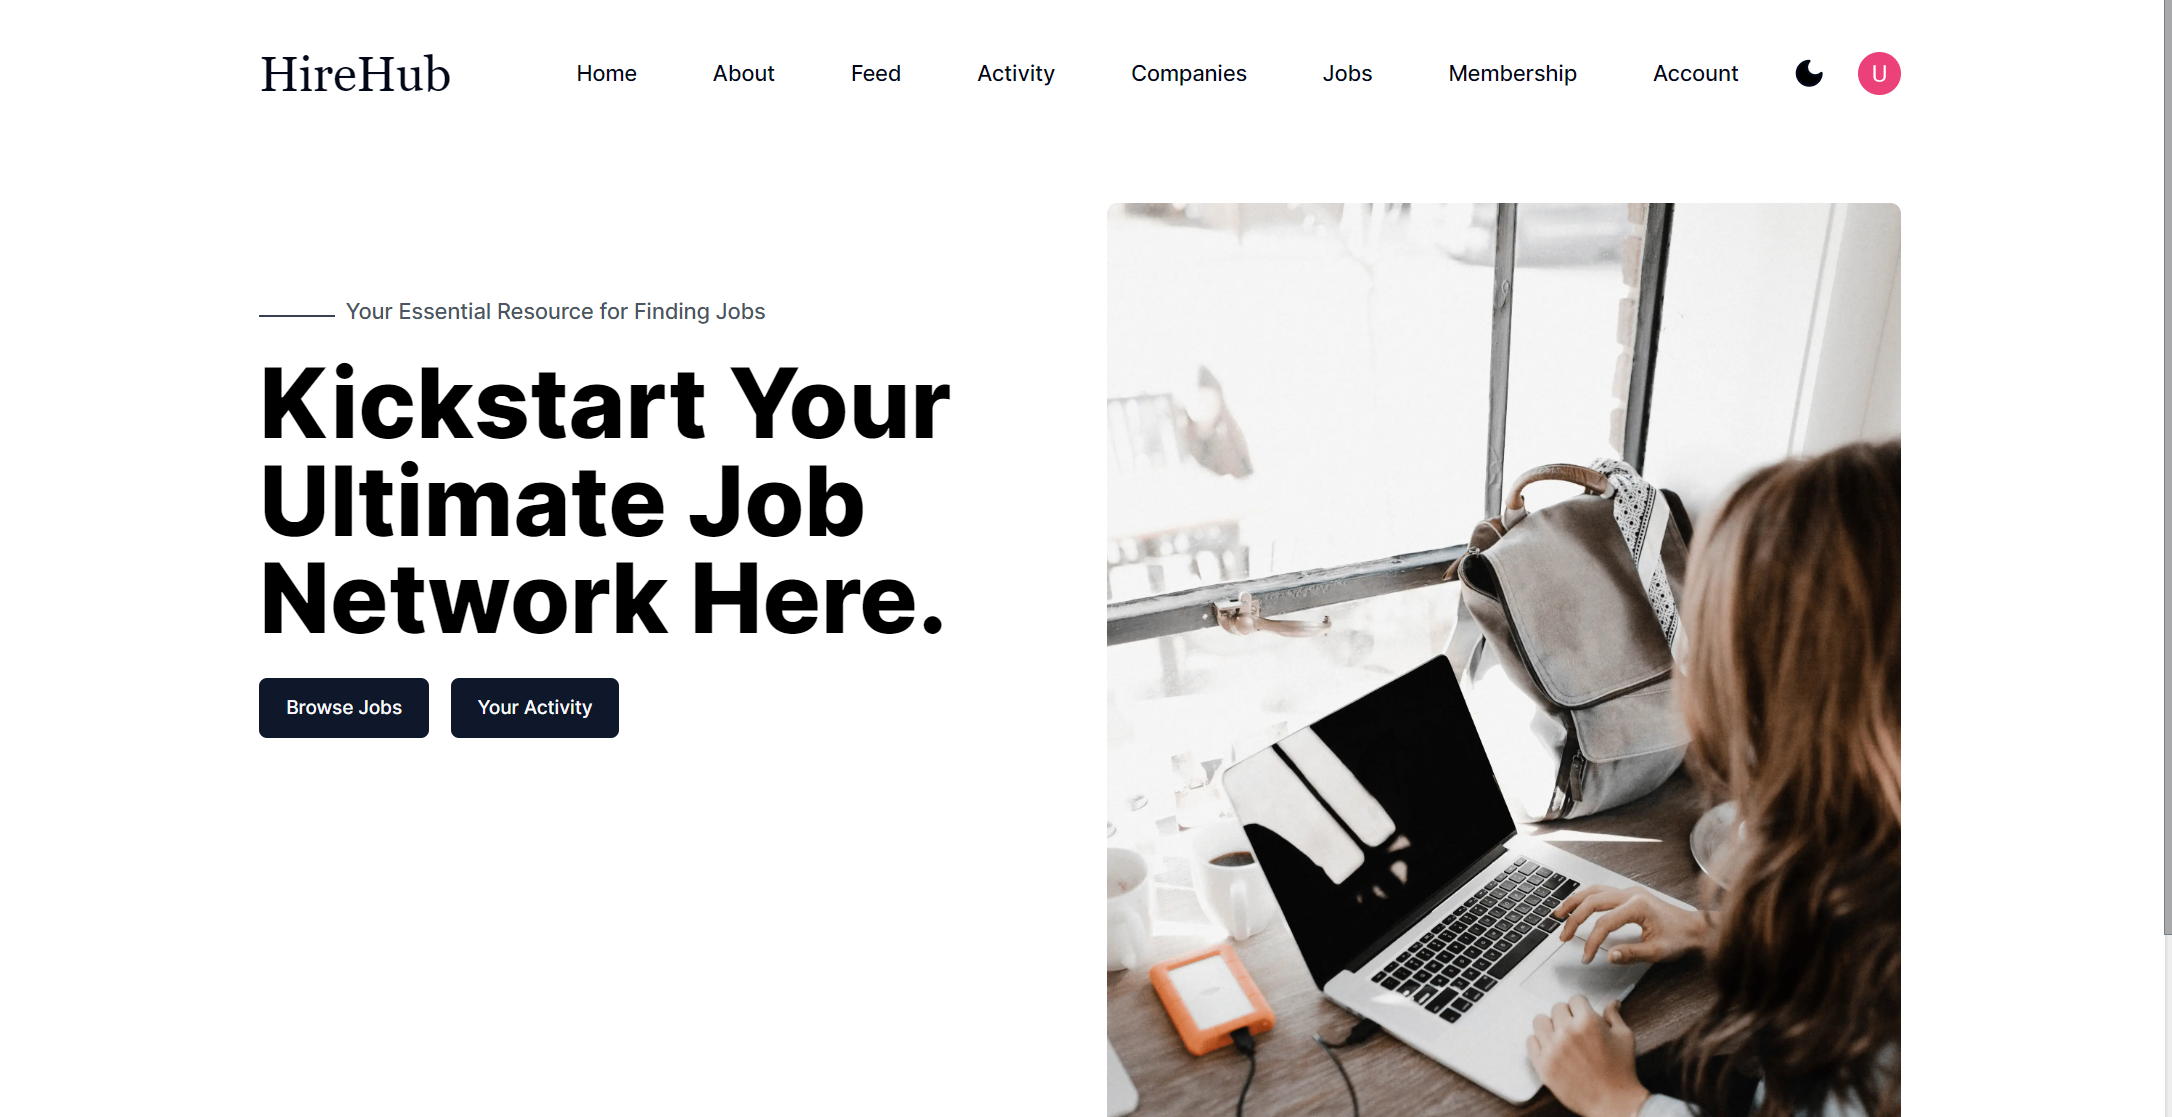 HireHub
Home About Feed Activity Companies Jobs Membership Account U
Your Essential Resource for Finding Jobs
Kickstart Your
Ultimate Job
Network Here.
Browse Jobs Your Activity